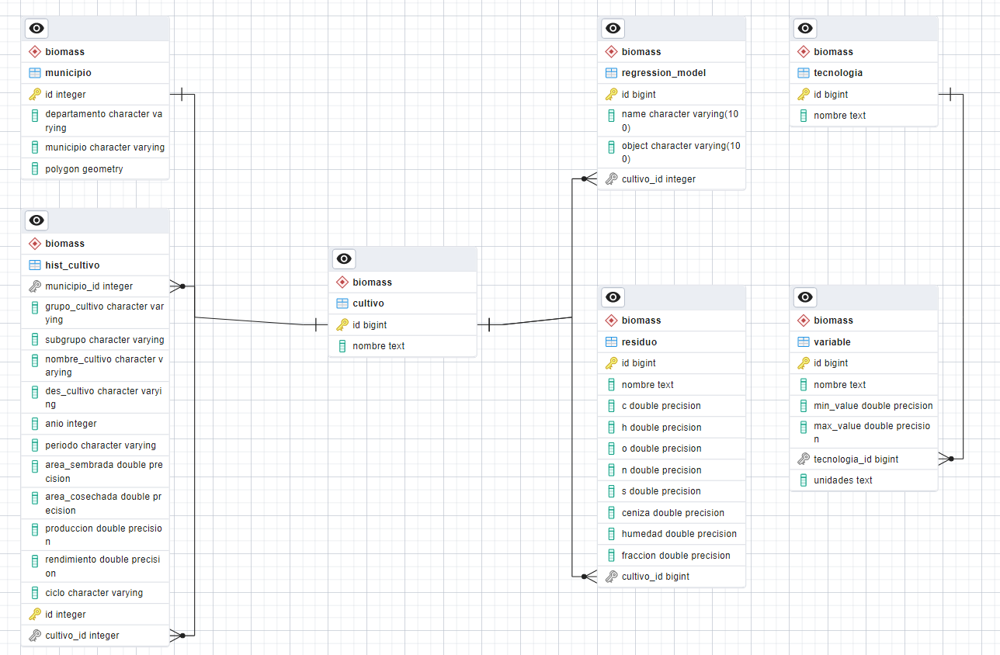 biomass
municipio
id integer
departamento character va
rying
municipio character varying
polygon geometry
biomass
hist_cultivo
municipio_id integer
grupo_cultivo character var
ying
subgrupo character varying
nombre_cultivo character v
arying
des_cultivo character varyi
ng
anio integer
periodo character varying
area_sembrada double pre
cision
area_cosechada double pr
ecision
produccion double precisio
n
rendimiento double precisi
on
ciclo character varying
id integer
cultivo_id integer
biomass
cultivo
id bigint
nombre text
biomass
regression_model
id bigint
name character varying(10
0)
object character varying(10
0)
cultivo_id integer
biomass
residuo
id bigint
nombre text
c double precision
h double precision
o double precision
n double precision
s double precision
ceniza double precision
humedad double precision
fraccion double precision
cultivo_id bigint
biomass
tecnologia
id bigint
nombre text
biomass
variable
id bigint
nombre text
min_value double precision
max_value double precisio
n
tecnologia_id bigint
unidades text